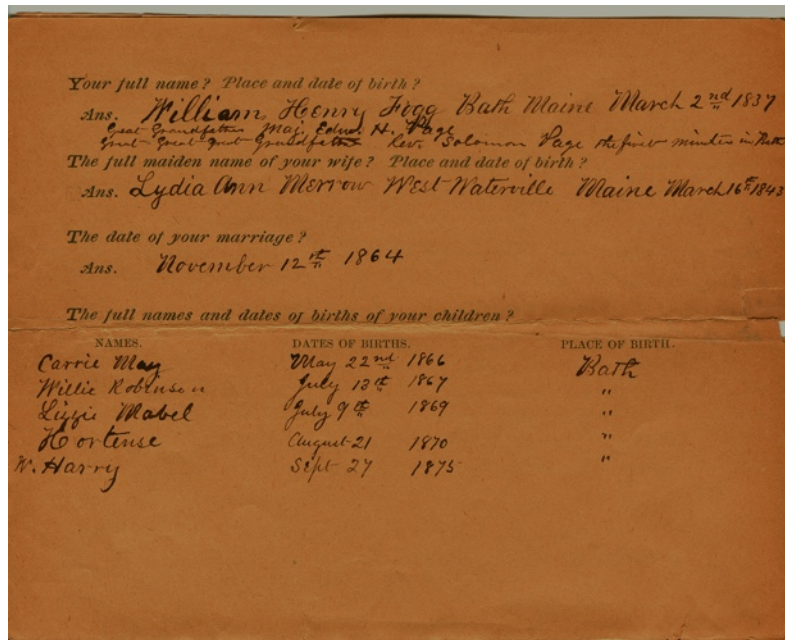 Your full name? Place and date of birth?
Ans. William Henry Fogg Bath Maine March 2nd 1837
Great Grandfather Maj. Edw. H. Page
Great-Great-Great-Grandfather Rev. Solomon Page the first minister in Bath
The full maiden name of your wife? Place and date of birth?
Ans. Lydia Ann Merrow West Waterville Maine March 16th 1843
The date of your marriage?
Ans. November 12th 1864
The full names and dates of births of your children?
NAMES. DATES OF BIRTHS. PLACE OF BIRTH.
Carrie May May 22nd 1866 Bath
Willie Robinson July 13th 1867 "
Lizzie Mabel July 9th 1869 "
Hortense August 21 1870 "
W. Harry Sept 27 1875 "